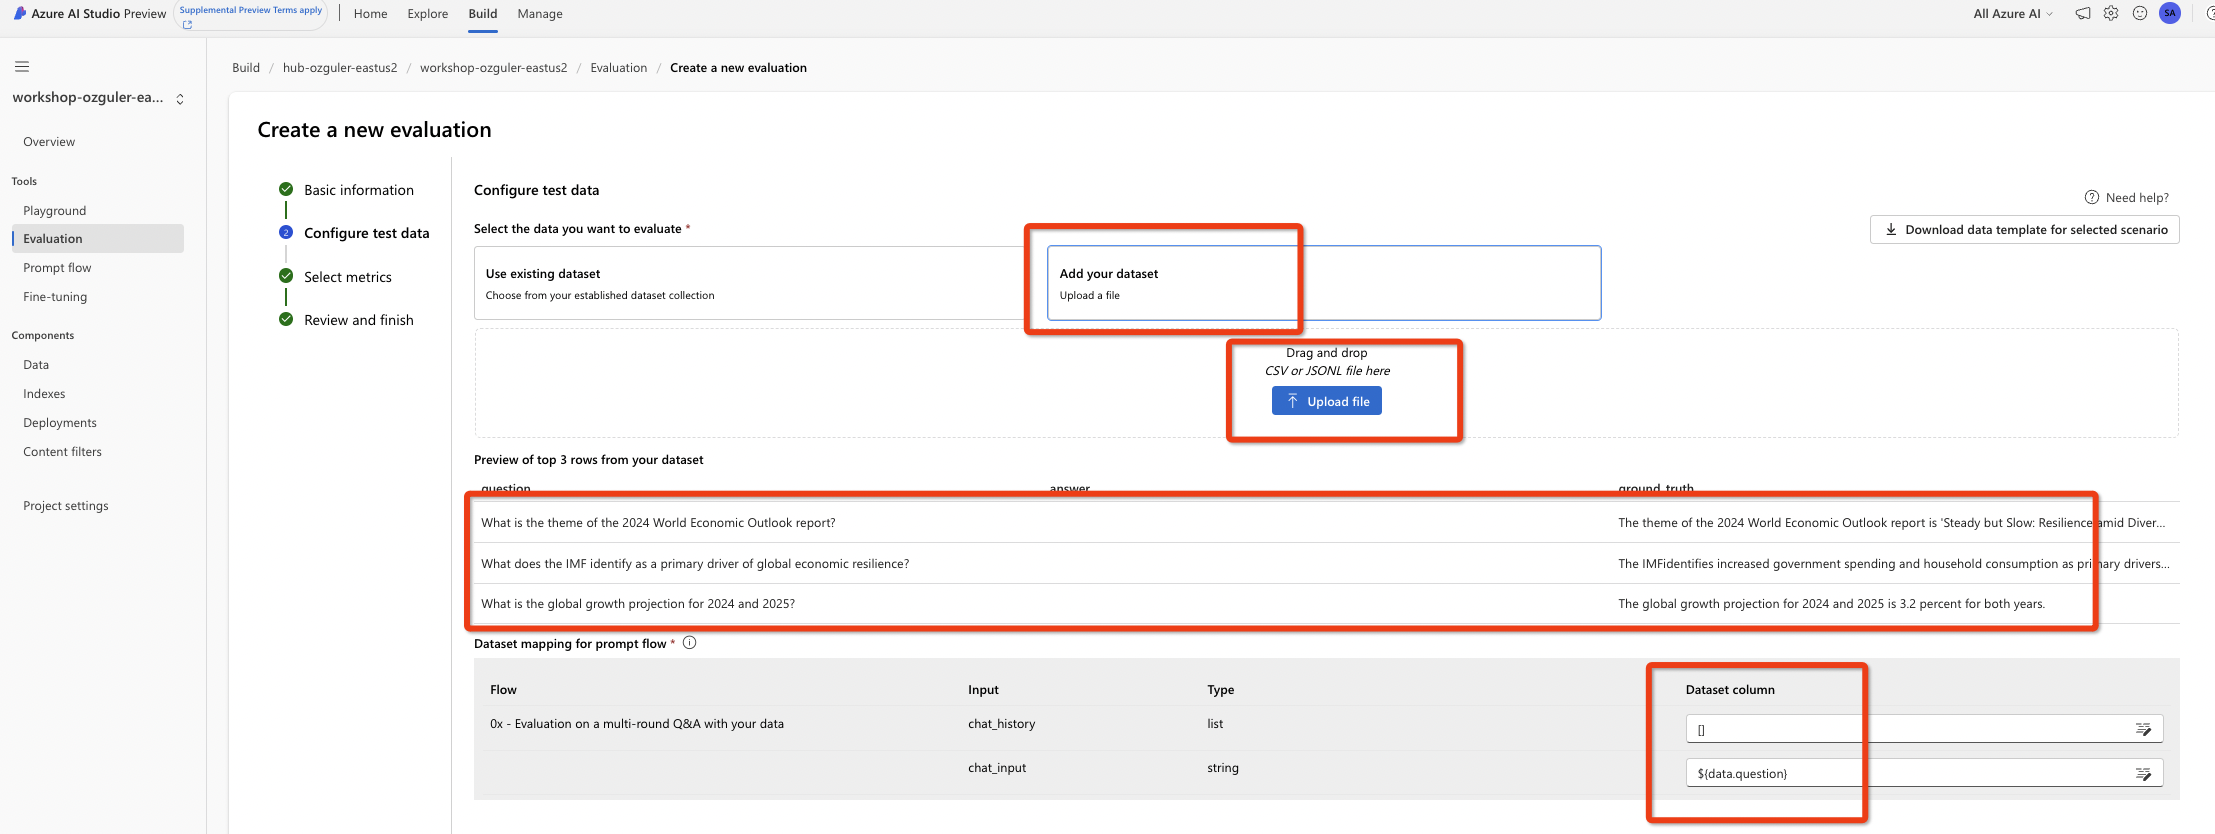 Azure AI Studio Preview
Supplemental Preview Terms apply
Home Explore Build Manage
All Azure AI
SA
workshop-ozguler-ea...
Overview
Tools
Playground
Evaluation
Prompt flow
Fine-tuning
Components
Data
Indexes
Deployments
Content filters
Project settings
Build / hub-ozguler-eastus2 / workshop-ozguler-eastus2 / Evaluation / Create a new evaluation
Create a new evaluation
Basic information
2 Configure test data
Select metrics
Review and finish
Configure test data
Need help?
Select the data you want to evaluate *
Download data template for selected scenario
Use existing dataset
Choose from your established dataset collection
Add your dataset
Upload a file
Drag and drop
CSV or JSONL file here
Upload file
Preview of top 3 rows from your dataset
question answer ground_truth
What is the theme of the 2024 World Economic Outlook report? The theme of the 2024 World Economic Outlook report is 'Steady but Slow: Resilience amid Diver...
What does the IMF identify as a primary driver of global economic resilience? The IMFidentifies increased government spending and household consumption as primary drivers...
What is the global growth projection for 2024 and 2025? The global growth projection for 2024 and 2025 is 3.2 percent for both years.
Dataset mapping for prompt flow *
Flow Input Type Dataset column
0x - Evaluation on a multi-round Q&A with your data chat_history list []
chat_input string ${data.question}